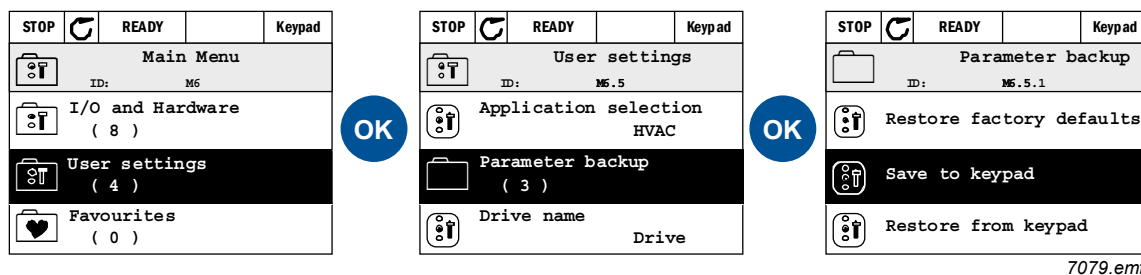 STOP READY Keypad
Main Menu
ID: M6
I/O and Hardware
( 8 )
User settings
( 4 )
Favourites
( 0 )
OK
STOP READY Keypad
User settings
ID: M6.5
Application selection
HVAC
Parameter backup
( 3 )
Drive name
Drive
OK
STOP READY Keypad
Parameter backup
ID: M6.5.1
Restore factory defaults
Save to keypad
Restore from keypad
7079.emf